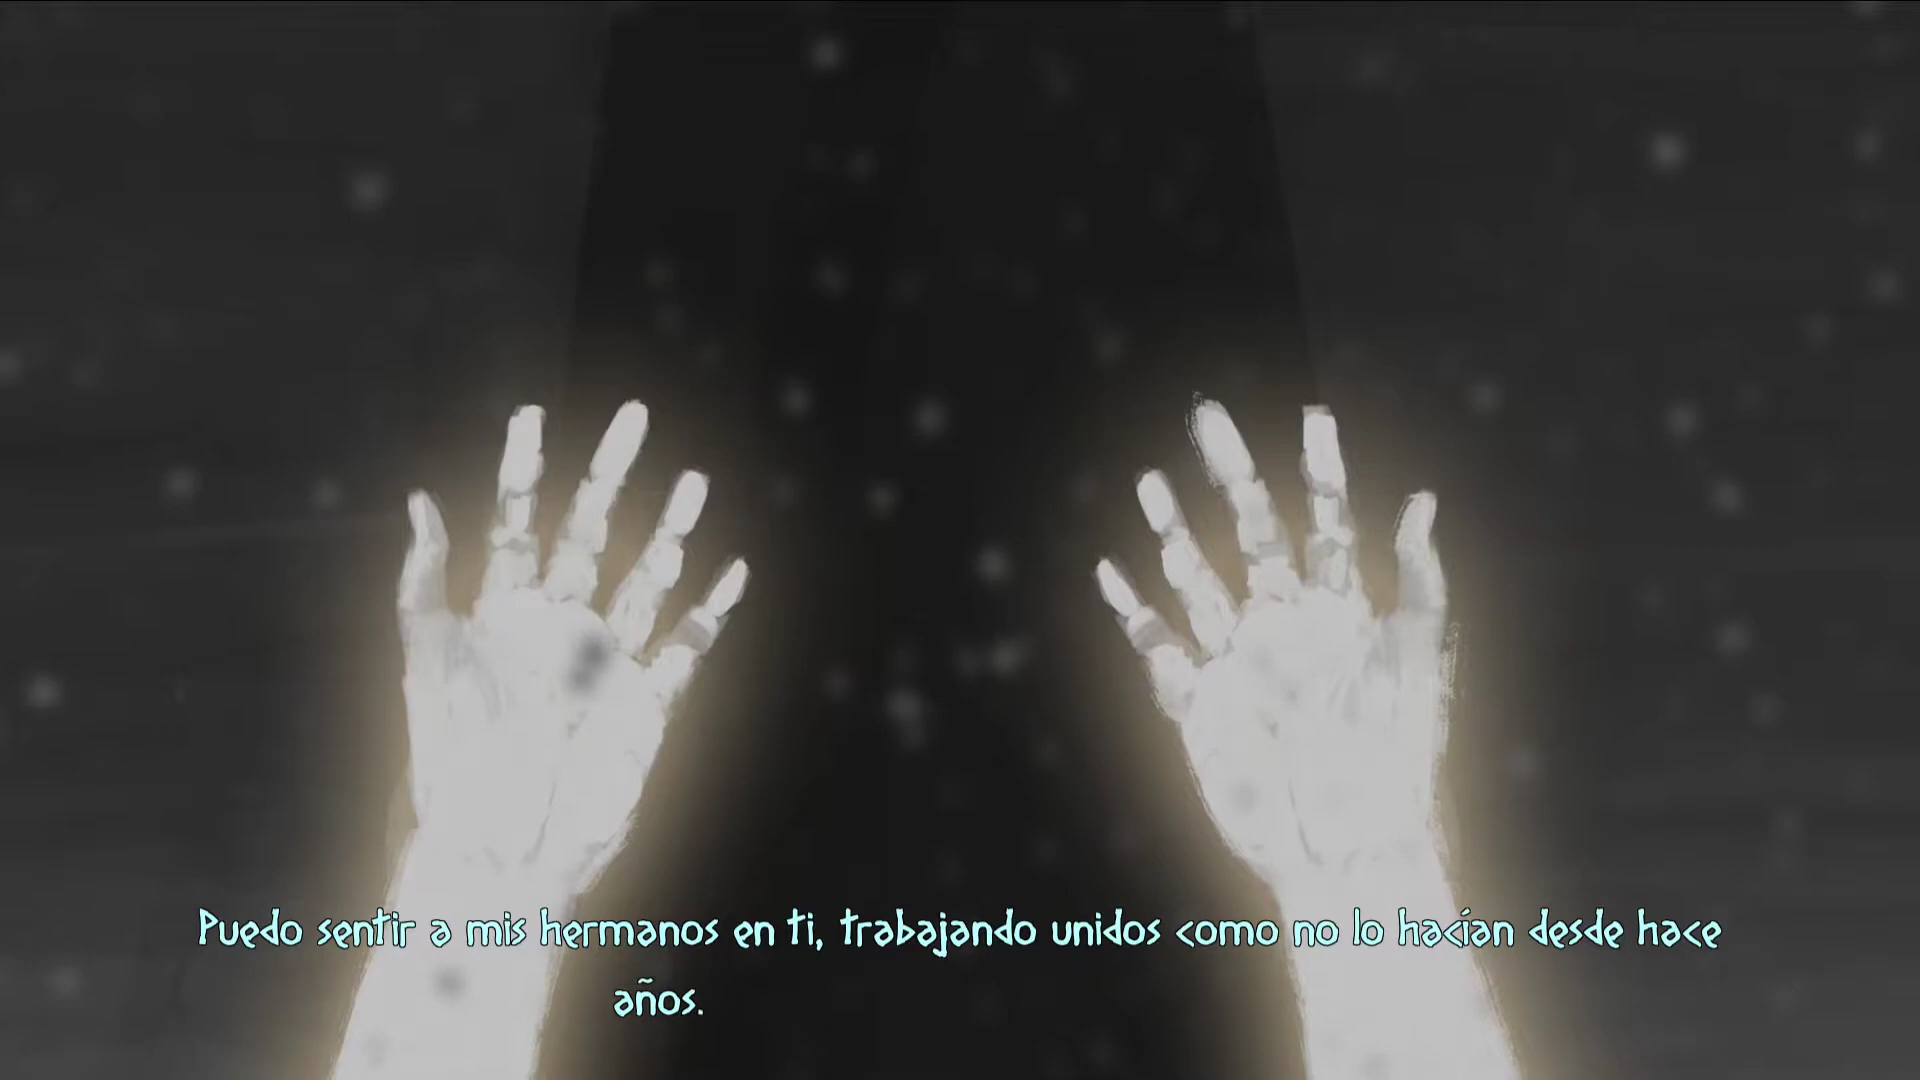 Puedo sentir a mis hermanos en ti, trabajando unidos como no lo hacían desde hace
años.